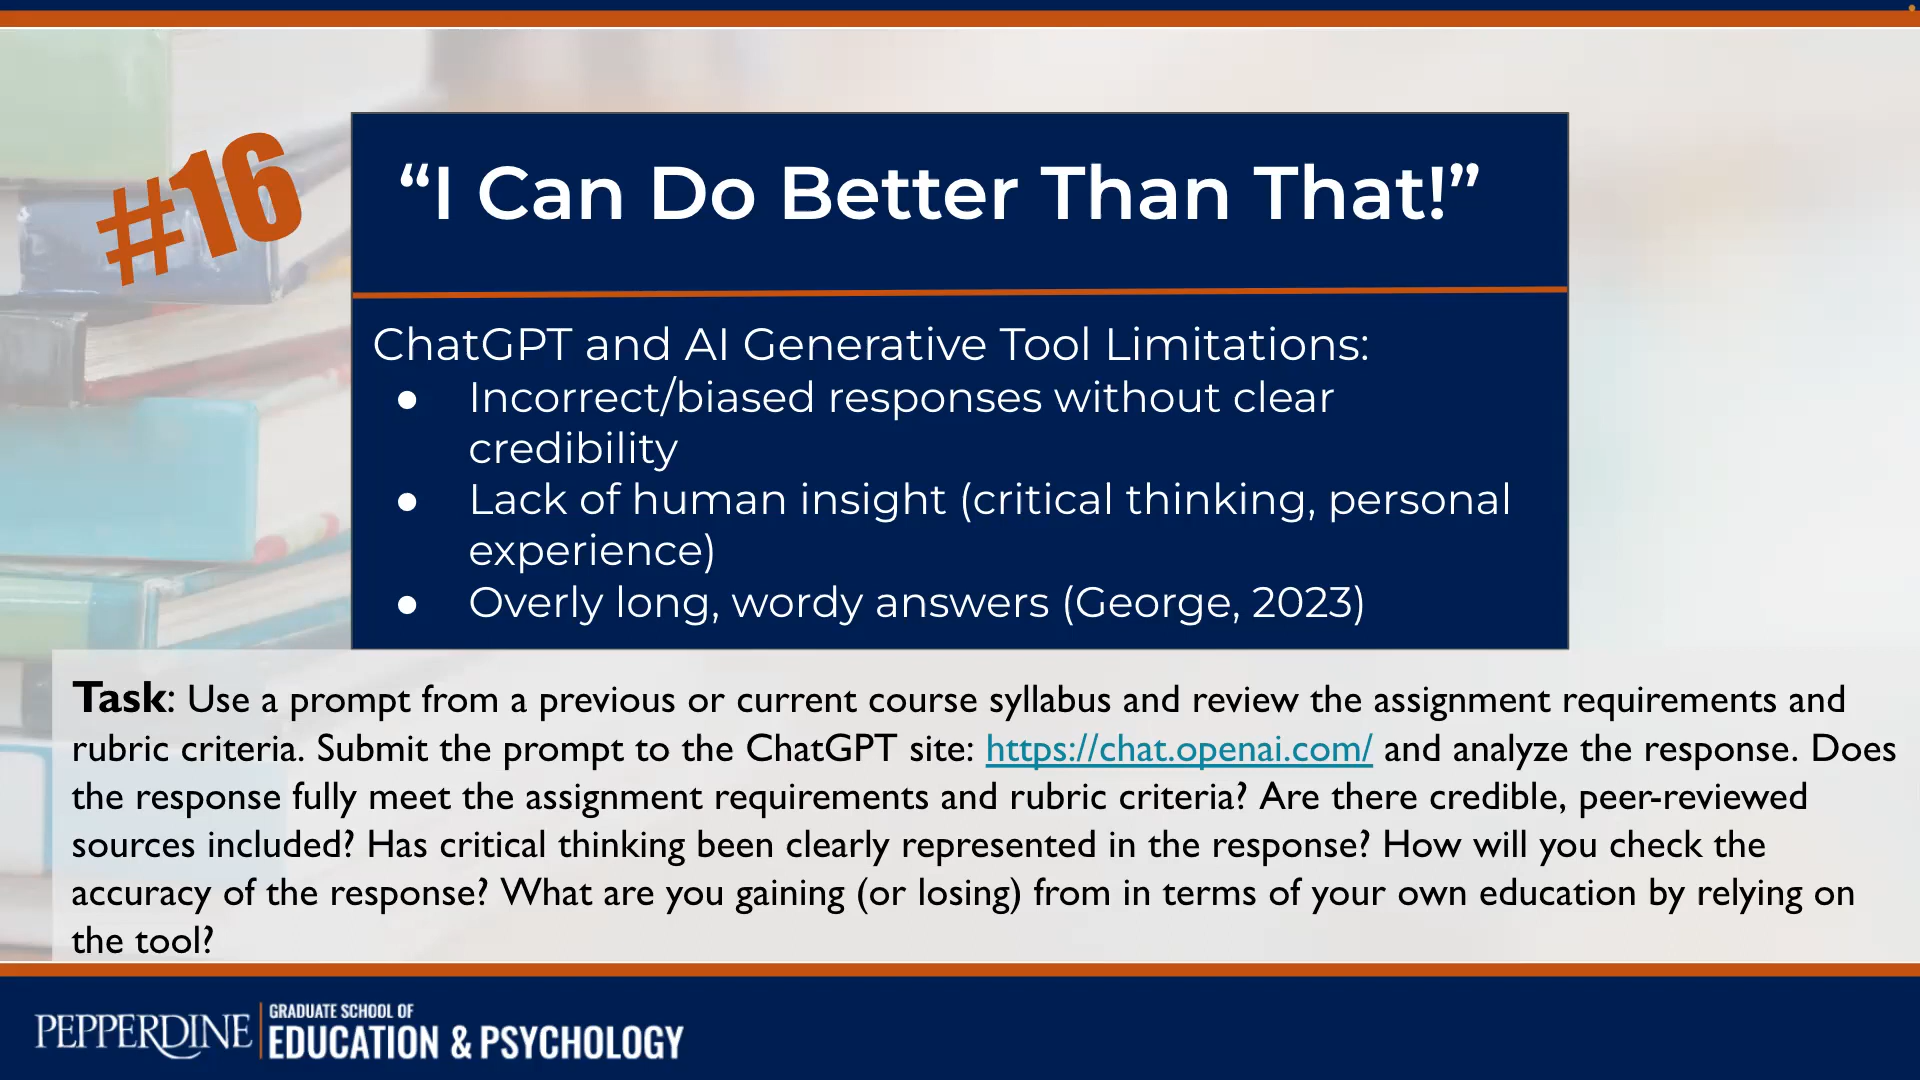 #16
“I Can Do Better Than That!”
ChatGPT and AI Generative Tool Limitations:
● Incorrect/biased responses without clear
credibility
● Lack of human insight (critical thinking, personal
experience)
● Overly long, wordy answers (George, 2023)
Task: Use a prompt from a previous or current course syllabus and review the assignment requirements and
rubric criteria. Submit the prompt to the ChatGPT site: https://chat.openai.com/ and analyze the response. Does
the response fully meet the assignment requirements and rubric criteria? Are there credible, peer-reviewed
sources included? Has critical thinking been clearly represented in the response? How will you check the
accuracy of the response? What are you gaining (or losing) from in terms of your own education by relying on
the tool?
PEPPERDINE
GRADUATE SCHOOL OF
EDUCATION & PSYCHOLOGY